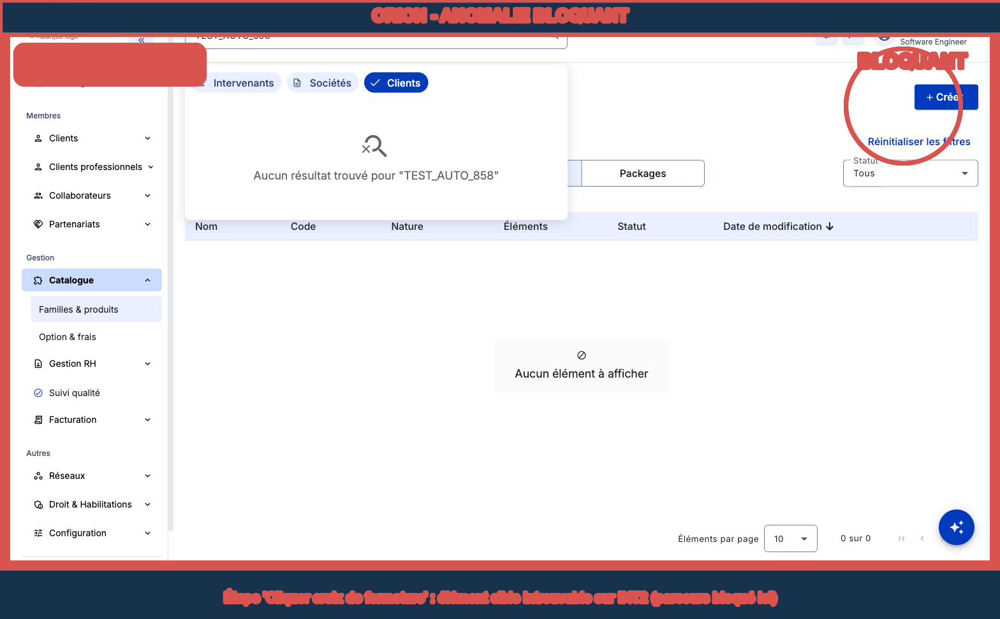 ORION - ANOMALIE BLOQUANT
Marque logo
TEST_AUTO_858
Software Engineer
BLOQUANT
Intervenants
Sociétés
Clients
+ Créer
Membres
Clients
Clients professionnels
Collaborateurs
Partenariats
Aucun résultat trouvé pour "TEST_AUTO_858"
Réinitialiser les filtres
Statut
Tous
Packages
Nom Code Nature Éléments Statut Date de modification
Gestion
Catalogue
Familles & produits
Option & frais
Gestion RH
Suivi qualité
Facturation
Aucun élément à afficher
Autres
Réseaux
Droit & Habilitations
Configuration
Éléments par page 10 0 sur 0
Étape 'Cliquer croix de fermeture' : élément cible introuvable sur INT2 (parcours bloqué ici)